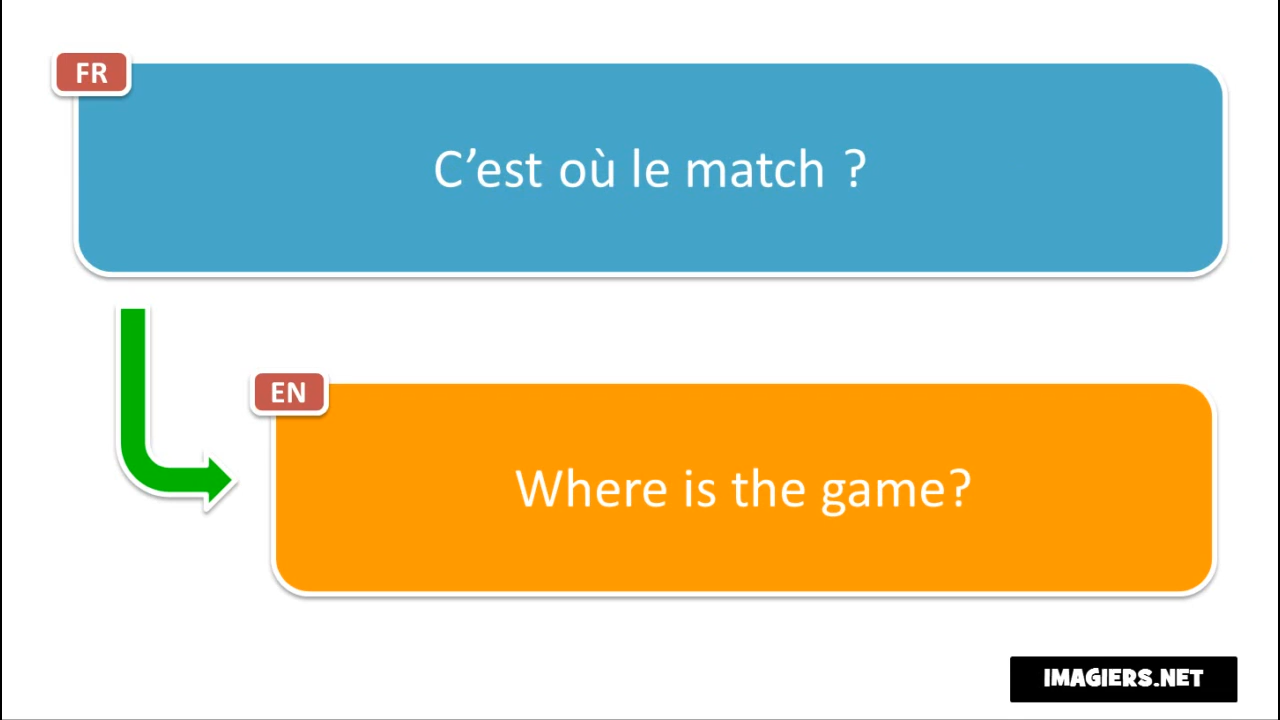 FR
C’est où le match ?
EN
Where is the game?
IMAGIERS.NET